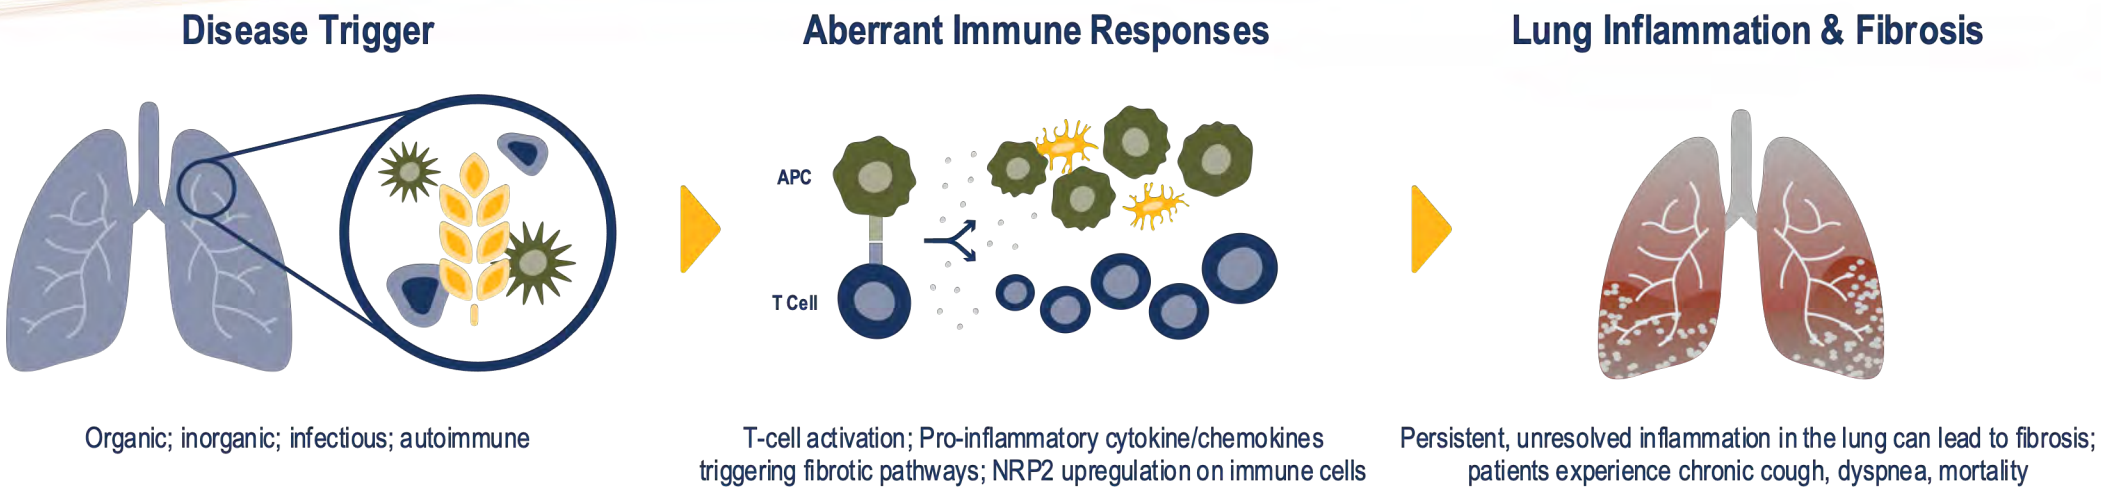 Disease Trigger
Aberrant Immune Responses
Lung Inflammation & Fibrosis
APC
T Cell
Organic; inorganic; infectious; autoimmune
T-cell activation; Pro-inflammatory cytokine/chemokines
triggering fibrotic pathways; NRP2 upregulation on immune cells
Persistent, unresolved inflammation in the lung can lead to fibrosis;
patients experience chronic cough, dyspnea, mortality